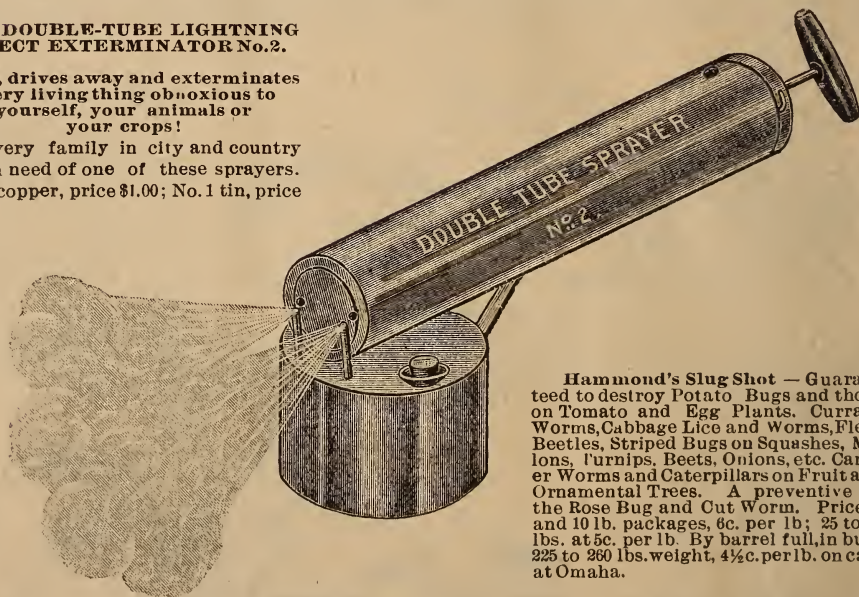 DOUBLE-TUBE LIGHTNING
ECT EXTERMINATOR No.2.
, drives away and exterminates
ery living thing obnoxious to
yourself, your animals or
your crops!
very family in city and country
need of one of these sprayers.
copper, price $1.00; No. 1 tin, price
DOUBLE TUBE SPRAYER
No. 2
Hammond's Slug Shot — Guara
teed to destroy Potato Bugs and tho
on Tomato and Egg Plants. Curra
Worms, Cabbage Lice and Worms, Fle
Beetles, Striped Bugs on Squashes, M
lons, Turnips, Beets, Onions, etc. Can
er Worms and Caterpillars on Fruit a
Ornamental Trees. A preventive
the Rose Bug and Cut Worm. Price
and 10 lb. packages, 6c. per lb; 25 to
lbs. at 5c. per lb. By barrel full, in bu
225 to 260 lbs. weight, 4½c. per lb. on ca
at Omaha.